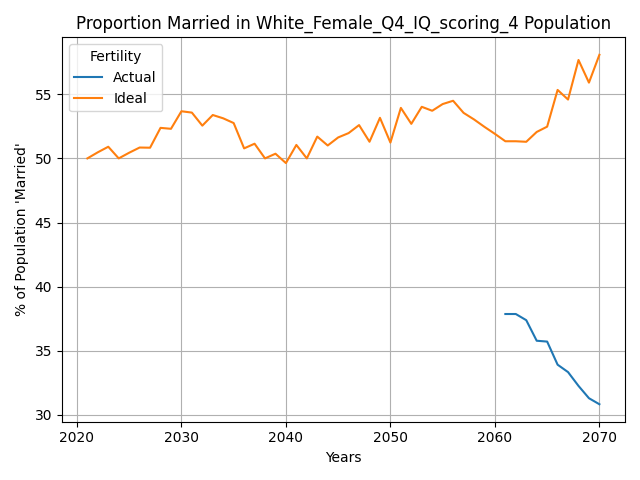 Proportion Married in White_Female_Q4_IQ_scoring_4 Population
Fertility
Actual
Ideal
% of Population 'Married'
55
50
45
40
35
30
2020 2030 2040 2050 2060 2070
Years